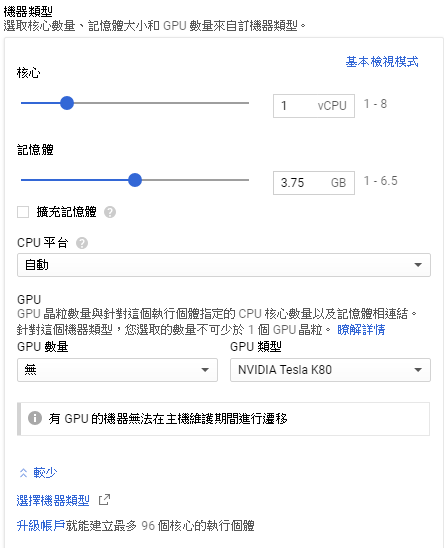 機器類型
選取核心數量、記憶體大小和 GPU 數量來自訂機器類型。
基本檢視模式
核心
1 vCPU 1 - 8
記憶體
3.75 GB 1 - 6.5
擴充記憶體 ?
CPU 平台 ?
自動
GPU
GPU 晶粒數量與針對這個執行個體指定的 CPU 核心數量以及記憶體相連結。
針對這個機器類型，您選取的數量不可少於 1 個 GPU 晶粒。 瞭解詳情
GPU 數量 GPU 類型
無 NVIDIA Tesla K80
有 GPU 的機器無法在主機維護期間進行遷移
較少
選擇機器類型
升級帳戶就能建立最多 96 個核心的執行個體